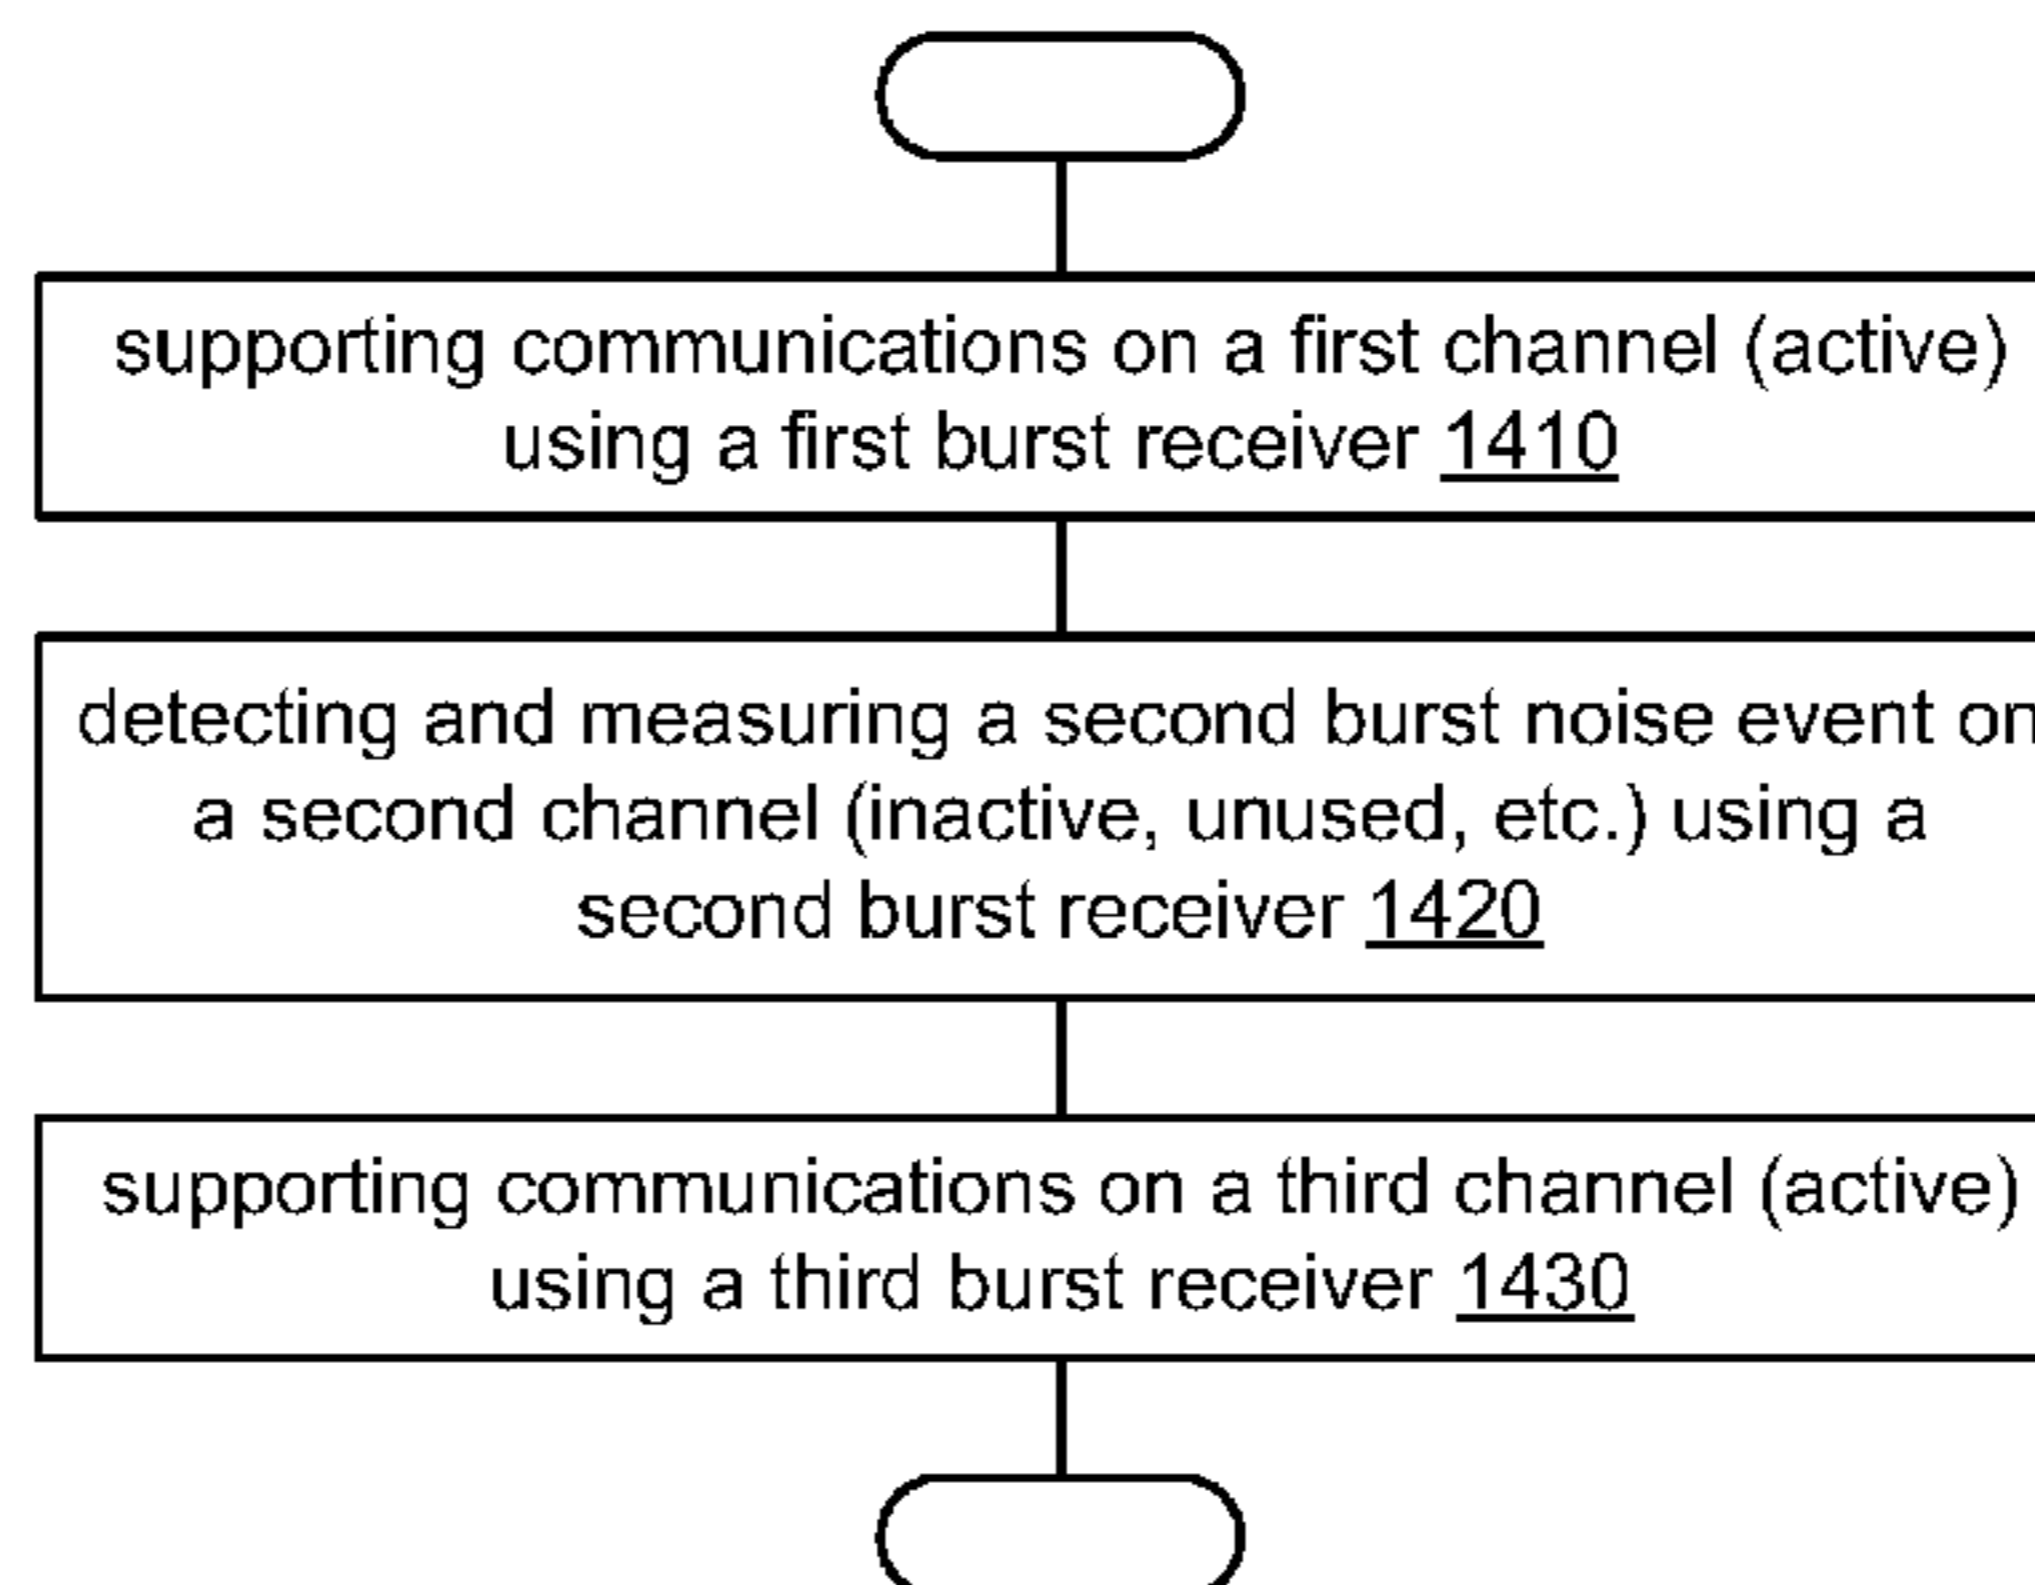 supporting communications on a first channel (active)
using a first burst receiver 1410
detecting and measuring a second burst noise event on
a second channel (inactive, unused, etc.) using a
second burst receiver 1420
supporting communications on a third channel (active)
using a third burst receiver 1430